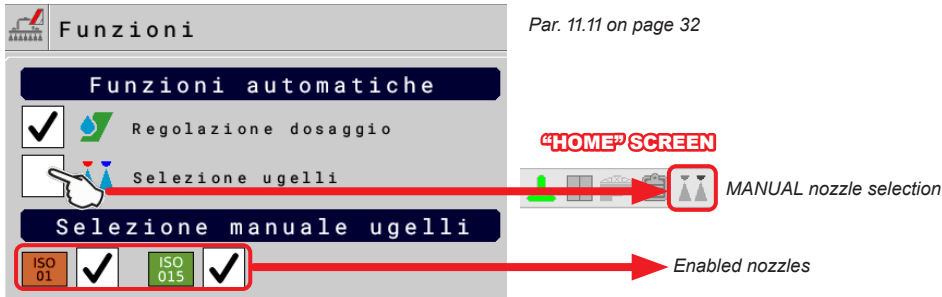 Funzioni
Par. 11.11 on page 32
Funzioni automatiche
Regolazione dosaggio
Selezione ugelli
“HOME” SCREEN
MANUAL nozzle selection
Selezione manuale ugelli
ISO
01
ISO
015
Enabled nozzles